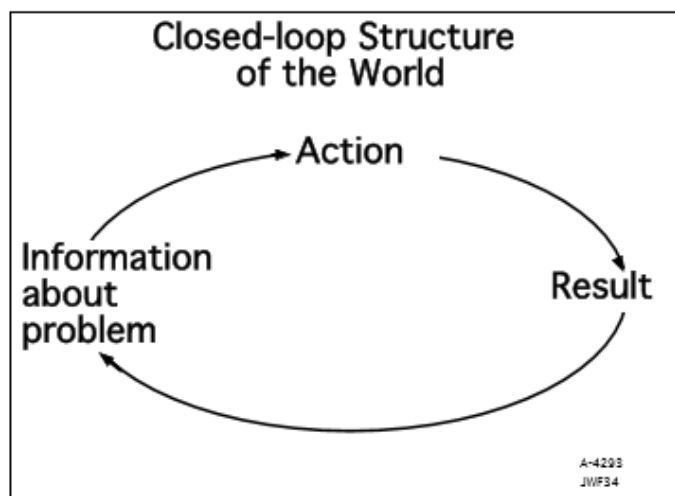 Closed-loop Structure
of the World
Action
Information
about
problem
Result
A-4293
JWF34